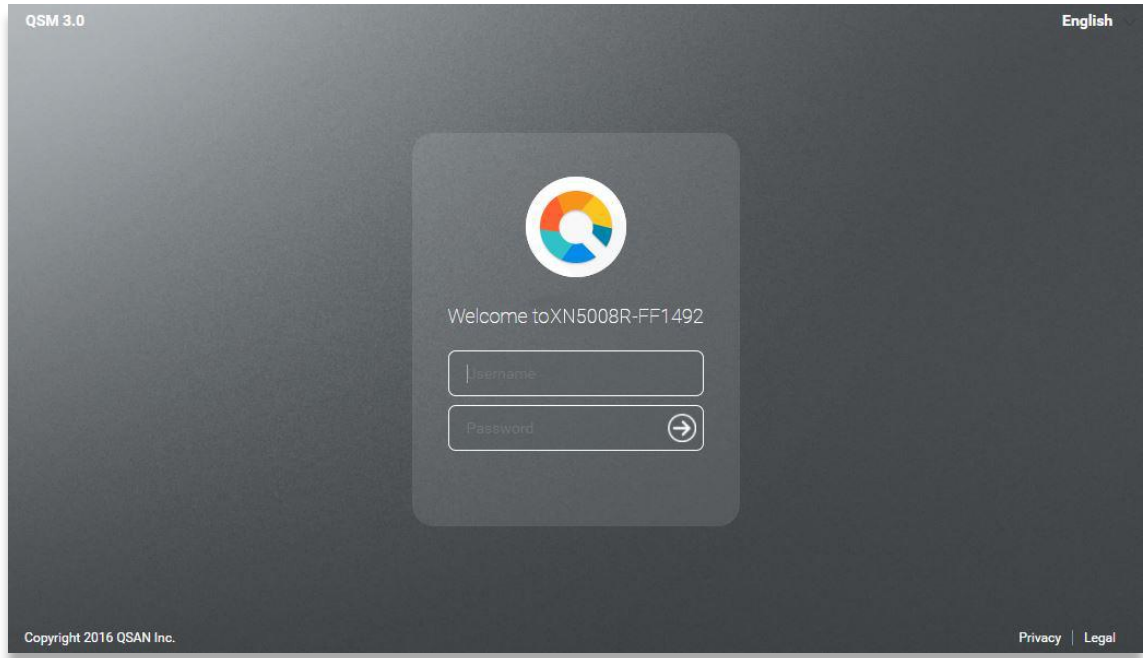 QSM 3.0
English
Welcome toXN5008R-FF1492
Username
Password
Copyright 2016 QSAN Inc.
Privacy | Legal